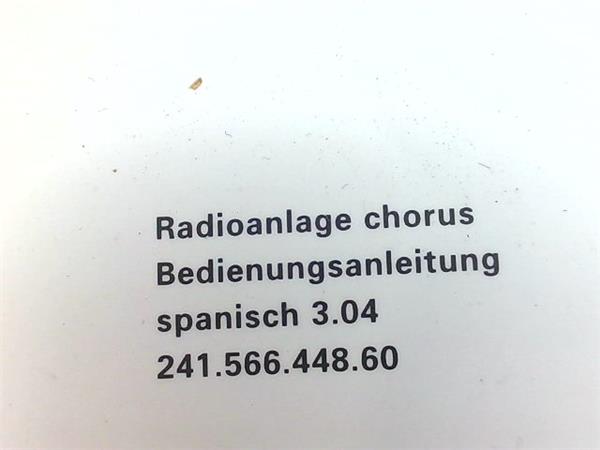 Radioanlage chorus
Bedienungsanleitung
spanisch 3.04
241.566.448.60